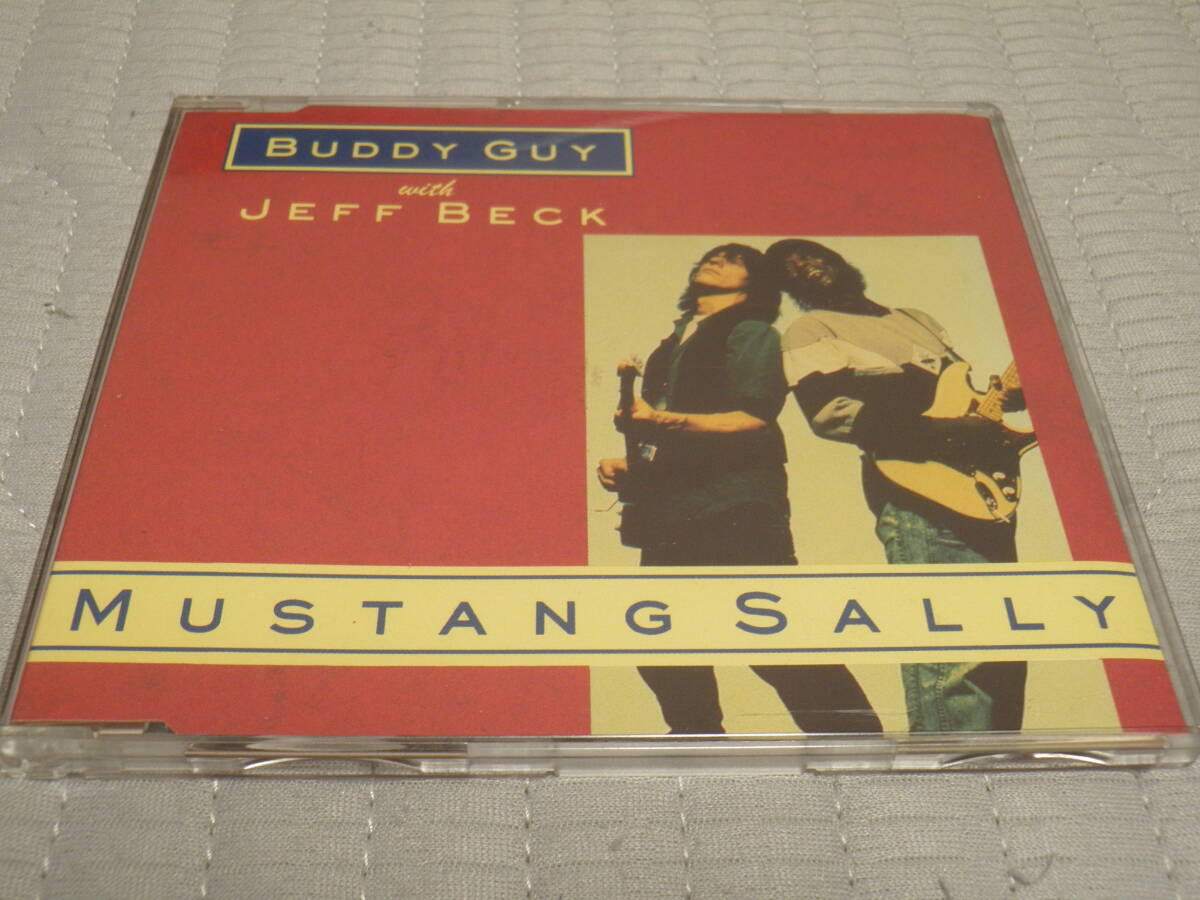 BUDDY GUY
with
JEFF BECK
MUSTANG SALLY